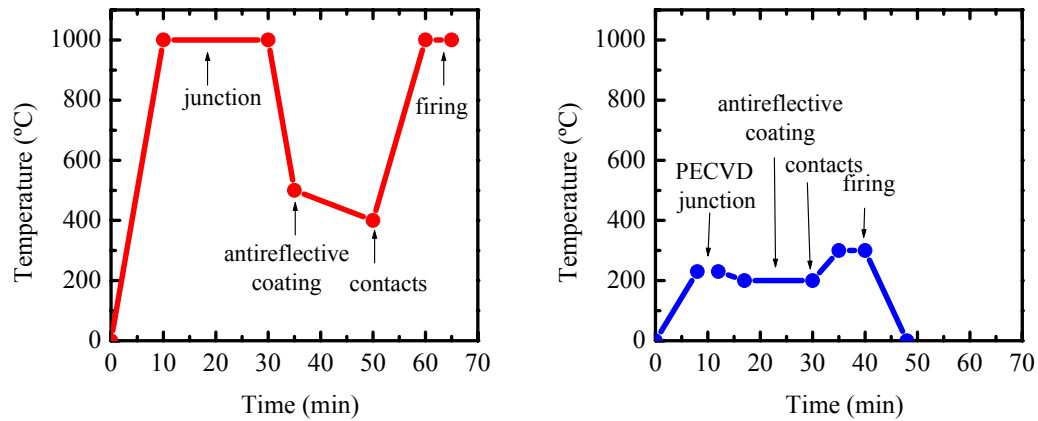 1000
800
600
400
200
0
Temperature (ºC)
junction
firing
antireflective
coating
contacts
0 10 20 30 40 50 60 70
Time (min)
1000
800
600
400
200
0
Temperature (ºC)
antireflective
coating
contacts
PECVD
junction
firing
0 10 20 30 40 50 60 70
Time (min)